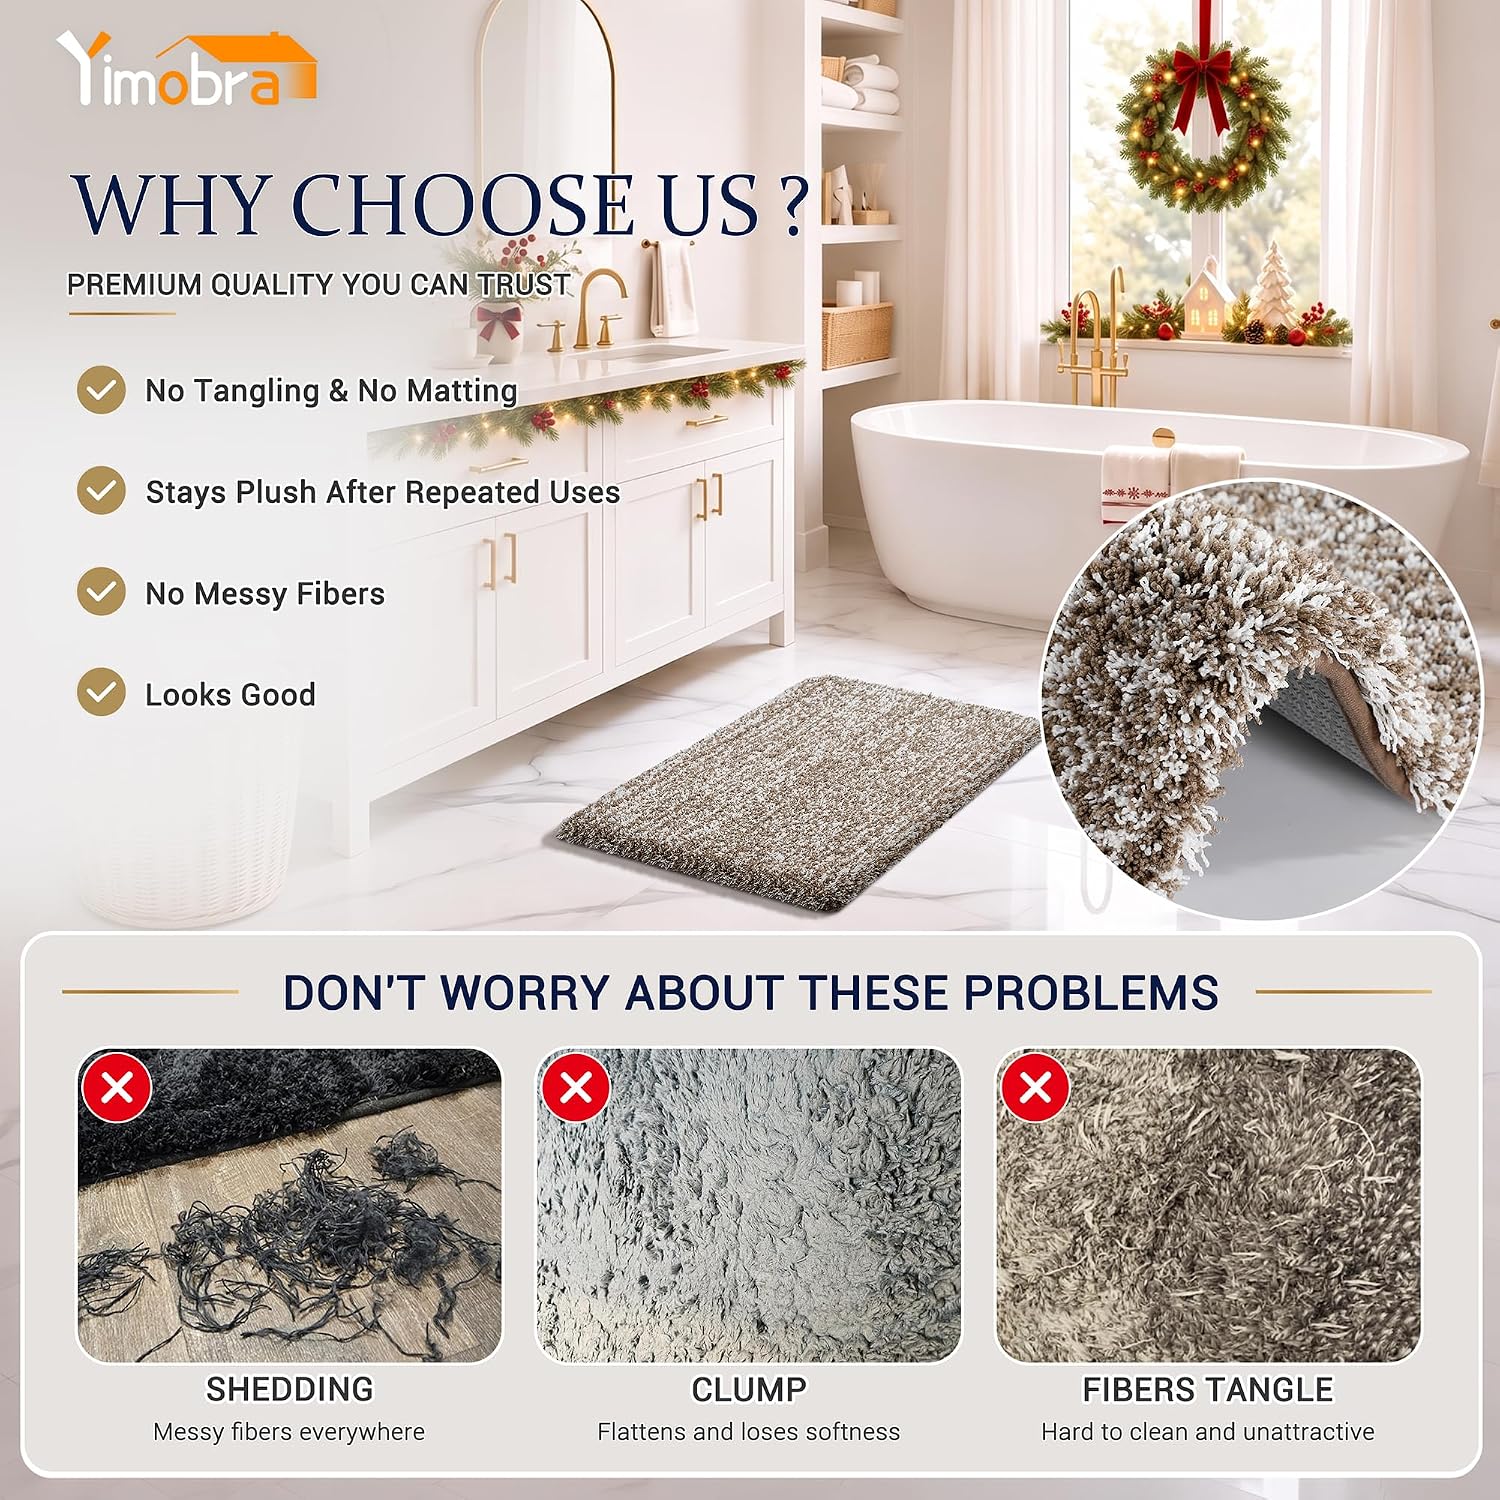 Yimobra
WHY CHOOSE US ?
PREMIUM QUALITY YOU CAN TRUST
No Tangling & No Matting
Stays Plush After Repeated Uses
No Messy Fibers
Looks Good
DON'T WORRY ABOUT THESE PROBLEMS
SHEDDING
Messy fibers everywhere
CLUMP
Flattens and loses softness
FIBERS TANGLE
Hard to clean and unattractive